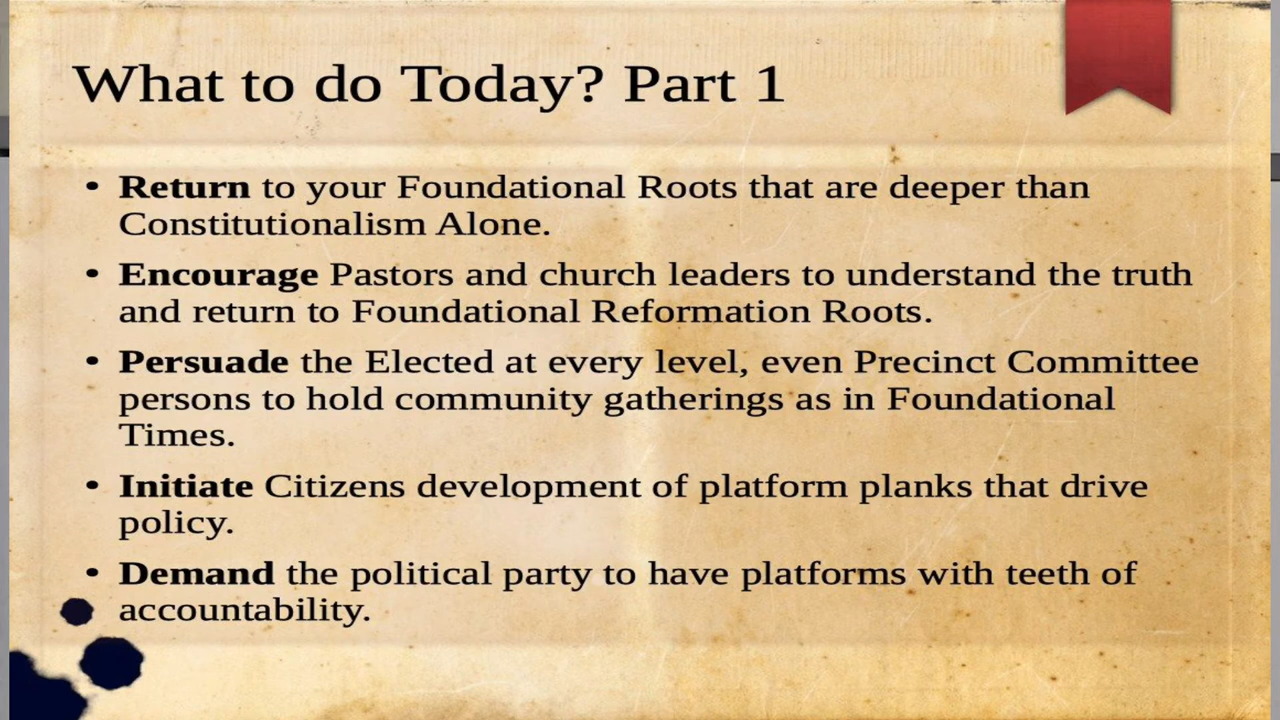 What to do Today? Part 1
• Return to your Foundational Roots that are deeper than
Constitutionalism Alone.
• Encourage Pastors and church leaders to understand the truth
and return to Foundational Reformation Roots.
• Persuade the Elected at every level, even Precinct Committee
persons to hold community gatherings as in Foundational
Times.
• Initiate Citizens development of platform planks that drive
policy.
• Demand the political party to have platforms with teeth of
accountability.